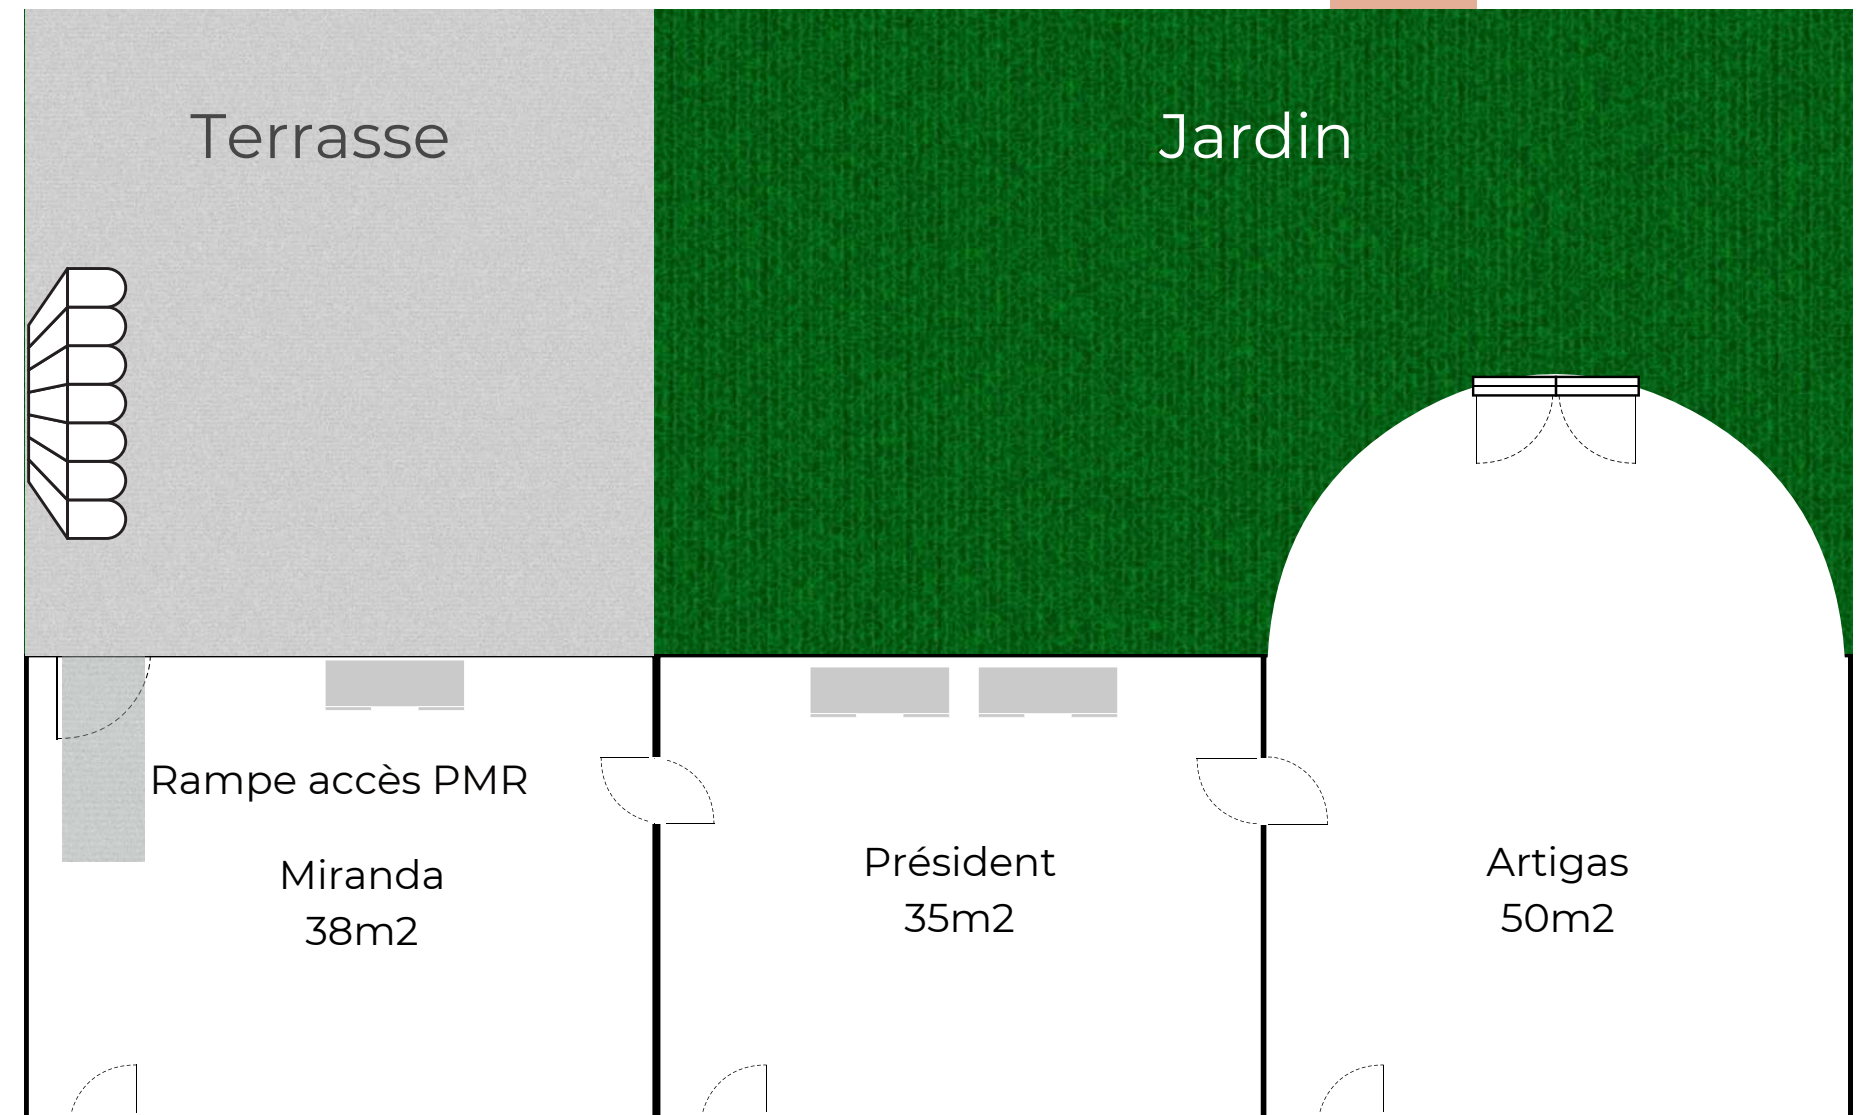 Terrasse
Jardin
Rampe accès PMR
Miranda
38m2
Président
35m2
Artigas
50m2